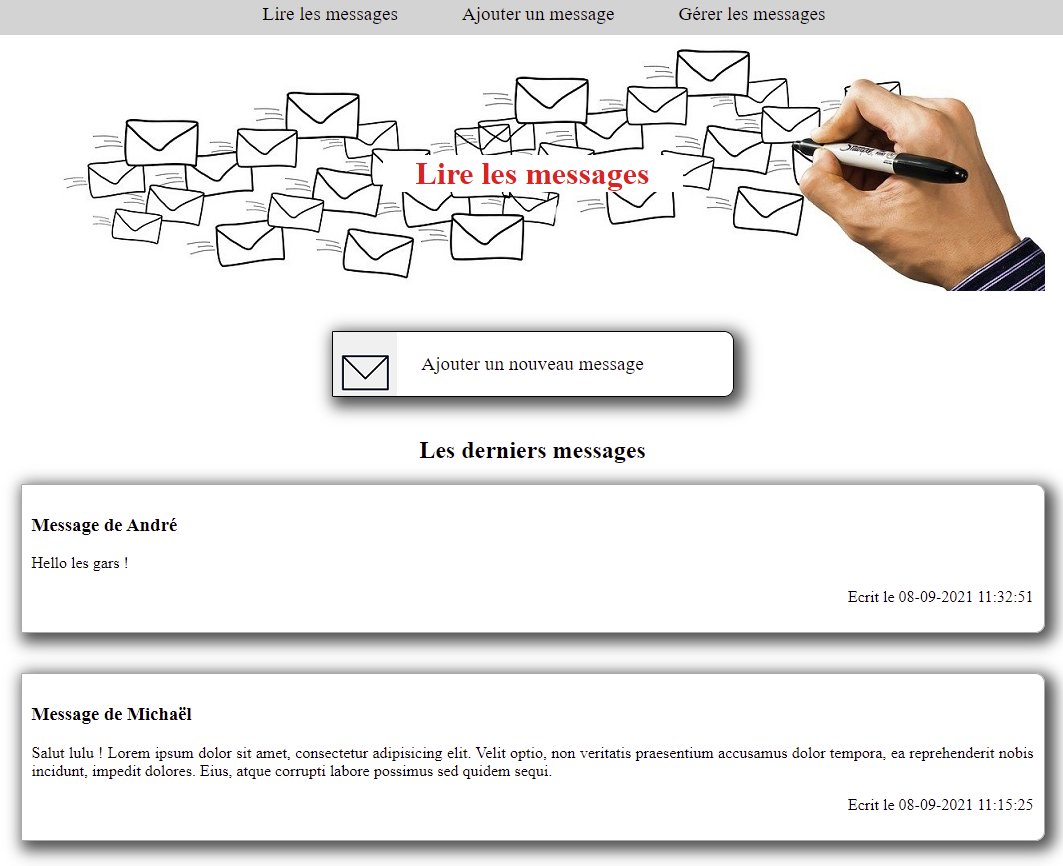 Lire les messages Ajouter un message Gérer les messages
Lire les messages
Ajouter un nouveau message
Les derniers messages
Message de André
Hello les gars !
Ecrit le 08-09-2021 11:32:51
Message de Michaël
Salut lulu ! Lorem ipsum dolor sit amet, consectetur adipisicing elit. Velit optio, non veritatis praesentium accusamus dolor tempora, ea reprehenderit nobis
incidunt, impedit dolores. Eius, atque corrupti labore possimus sed quidem sequi.
Ecrit le 08-09-2021 11:15:25